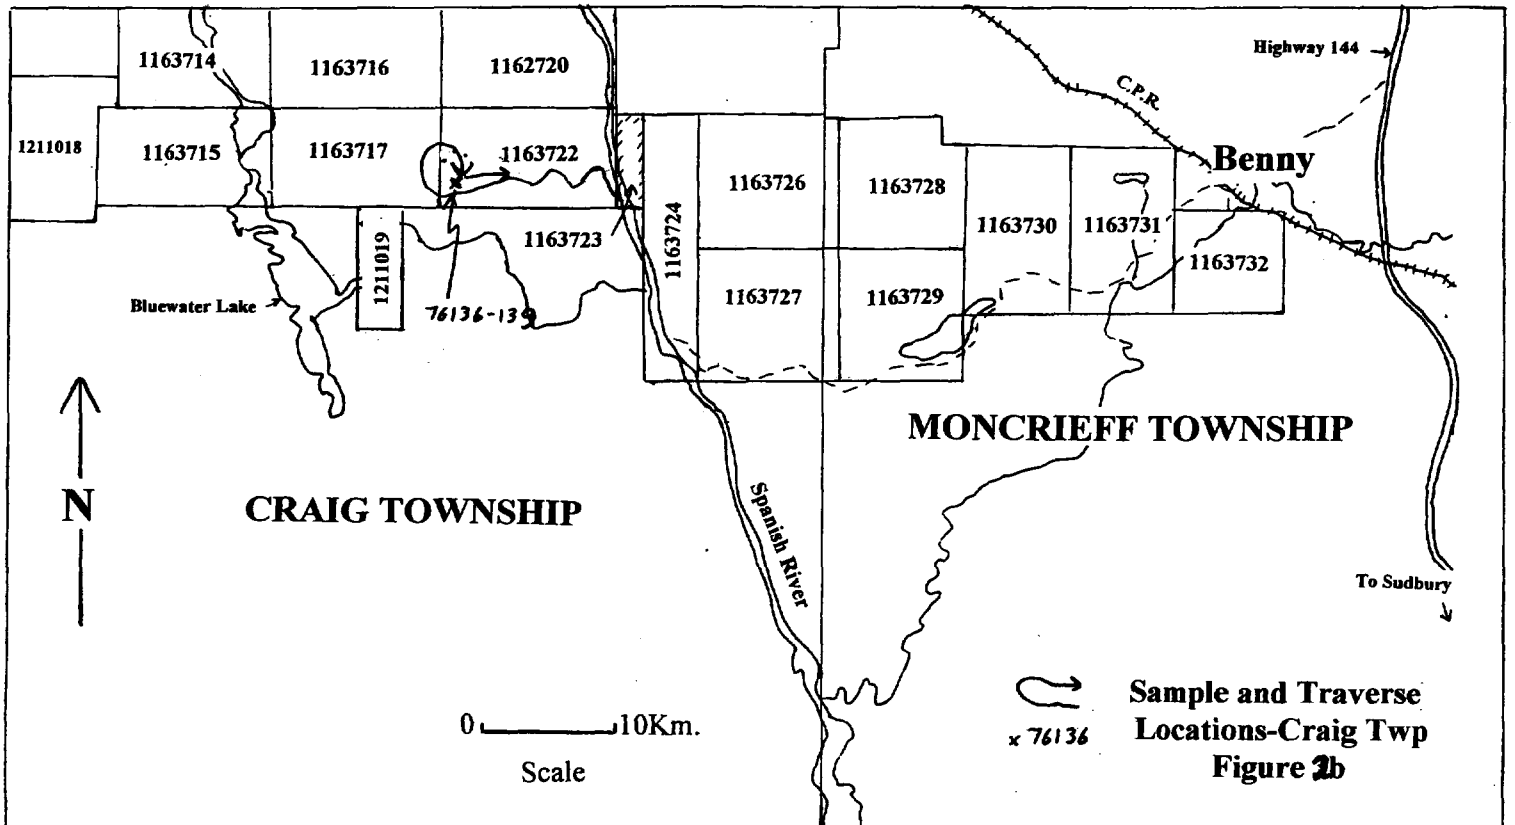 Highway 144
1163714
1163716
1162720
C.P.R.
1211018
1163715
1163717
1163722
Benny
1163726
1163728
1163724
1163730
1163731
1163723
1211019
1163732
Bluewater Lake
76136-139
1163727
1163729
MONCRIEFF TOWNSHIP
N
CRAIG TOWNSHIP
Spanish River
To Sudbury
0 10Km.
Scale
Sample and Traverse
x 76136 Locations-Craig Twp
Figure 2b